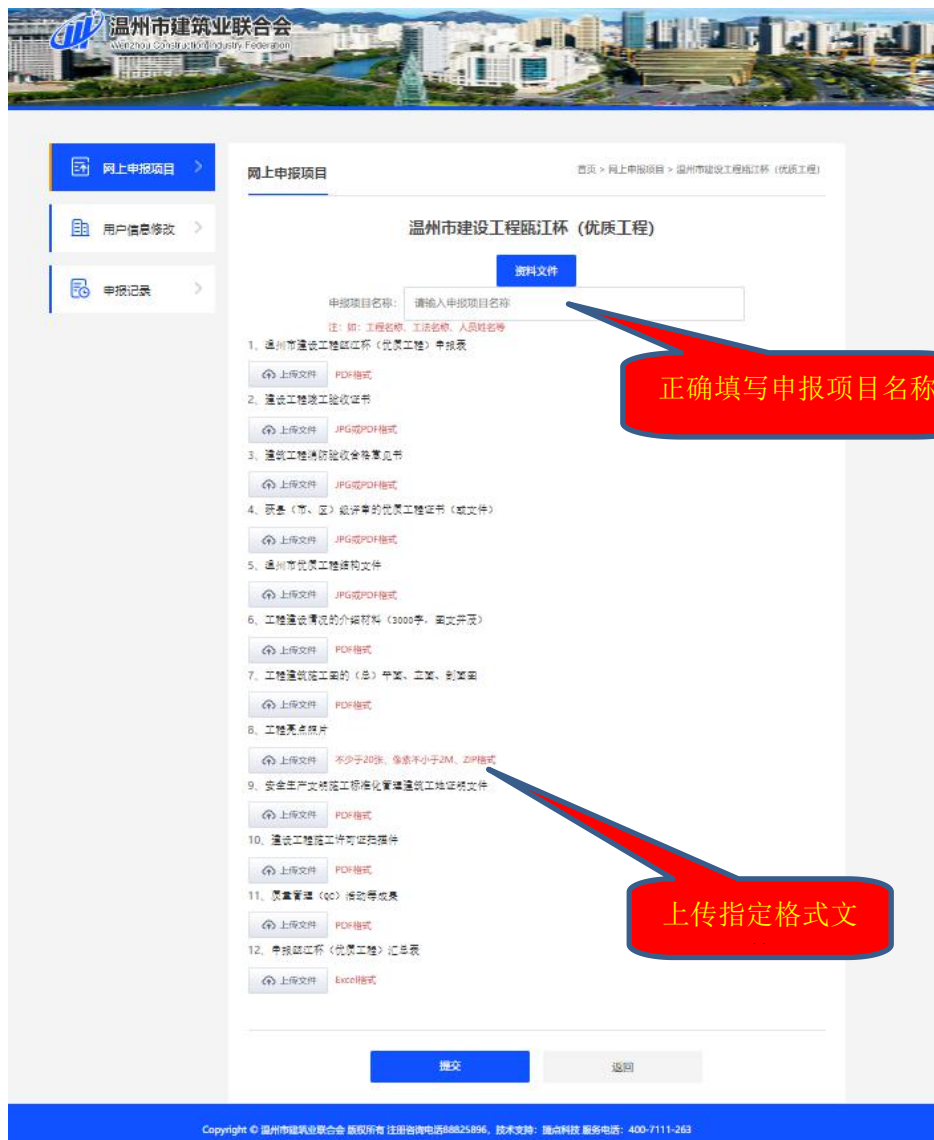 温州市建筑业联合会
Wenzhou Construction Industry Federation
网上申报项目
用户信息修改
申报记录
网上申报项目
首页 > 网上申报项目 > 温州市建设工程瓯江杯（优质工程）
温州市建设工程瓯江杯（优质工程）
资料文件
申报项目名称：
请输入申报项目名称
注：如：工程名称、工法名称、人员姓名等
正确填写申报项目名称
1、温州市建设工程瓯江杯（优质工程）申报表
上传文件 PDF格式
2、建设工程竣工验收证书
上传文件 JPG或PDF格式
3、建筑工程消防验收合格意见书
上传文件 JPG或PDF格式
4、获县（市、区）级评审的优质工程证书（或文件）
上传文件 JPG或PDF格式
5、温州市优质工程结构文件
上传文件 JPG或PDF格式
6、工程建设情况的介绍材料（3000字，图文并茂）
上传文件 PDF格式
7、工程建筑施工图的（总）平面、立面、剖面图
上传文件 PDF格式
8、工程亮点照片
上传文件 不少于20张、像素不小于2M、ZIP格式
9、安全生产文明施工标准化管理建筑工地证明文件
上传文件 PDF格式
10、建设工程施工许可证扫描件
上传文件 PDF格式
11、质量管理（QC）活动等成果
上传文件 PDF格式
上传指定格式文
12、申报瓯江杯（优质工程）汇总表
上传文件 Excel格式
提交
返回
Copyright © 温州市建筑业联合会 版权所有 注册咨询电话88825896，技术支持：捷点科技 服务电话：400-7111-263